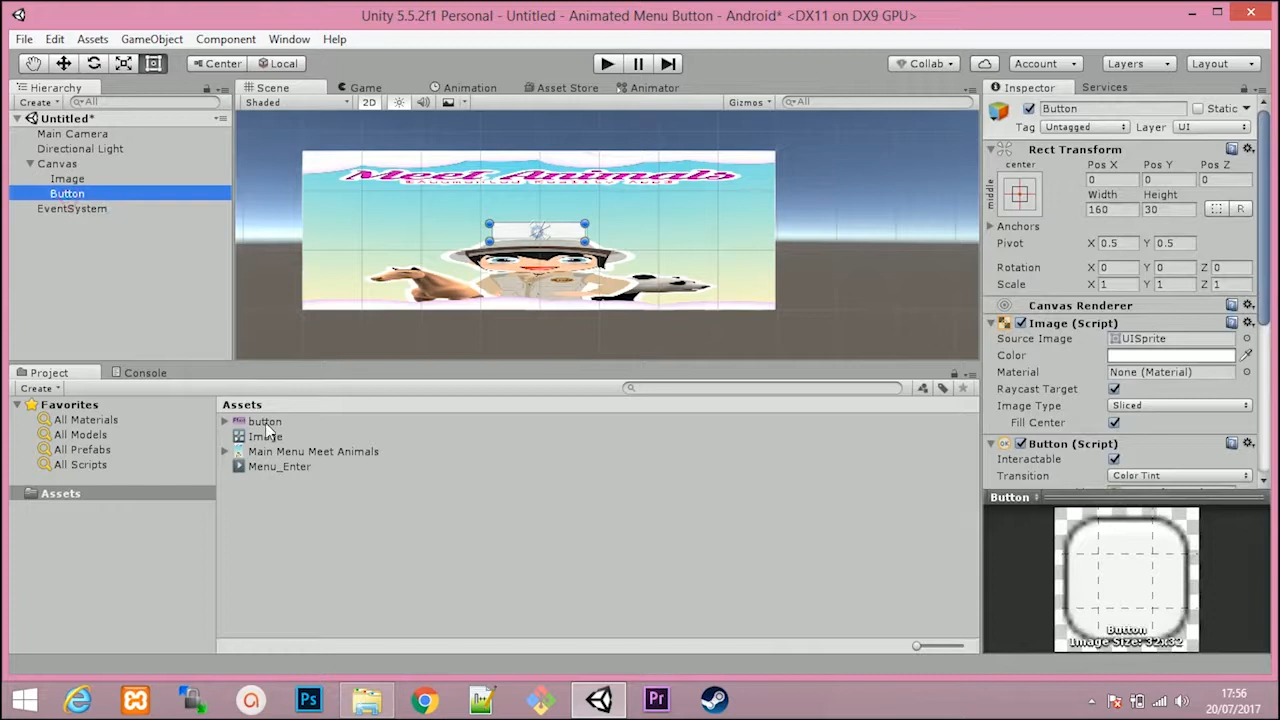 Unity 5.5.2f1 Personal - Untitled - Animated Menu Button - Android* <DX11 on DX9 GPU>
File Edit Assets GameObject Component Window Help
Center Local Collab Account Layers Layout
Hierarchy
Create All
Untitled*
Main Camera
Directional Light
Canvas
Image
Button
EventSystem
Scene Game Animation Asset Store Animator
Shaded 2D Gizmos All
Meet Animals
Inspector Services
Button Static
Tag Untagged Layer UI
Rect Transform
center Pos X Pos Y Pos Z
middle 0 0 0
Width Height
160 30 R
Anchors
Pivot X 0.5 Y 0.5
Rotation X 0 Y 0 Z 0
Scale X 1 Y 1 Z 1
Canvas Renderer
Image (Script)
Source Image UISprite
Color
Material None (Material)
Raycast Target
Image Type Sliced
Fill Center
Button (Script)
Interactable
Transition Color Tint
Button
Button
Image Size: 32x32
Project Console
Create
Favorites
All Materials
All Models
All Prefabs
All Scripts
Assets
Assets
button
Image
Main Menu Meet Animals
Menu_Enter
Ps Pr
17:56
20/07/2017